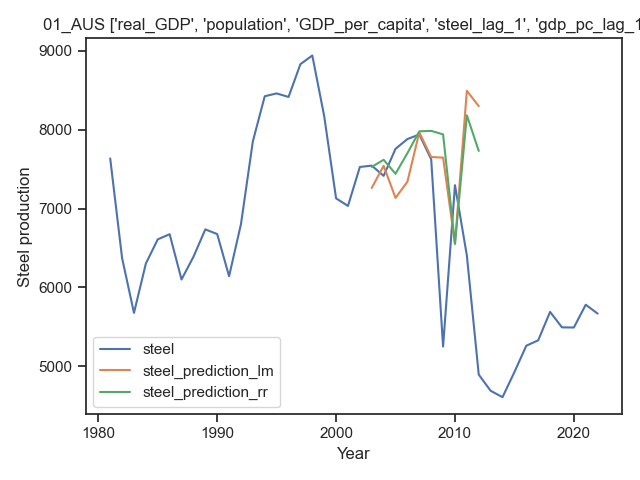 01_AUS ['real_GDP', 'population', 'GDP_per_capita', 'steel_lag_1', 'gdp_pc_lag_1
9000
8000
7000
6000
5000
Steel production
steel
steel_prediction_lm
steel_prediction_rr
1980
1990
2000
2010
2020
Year